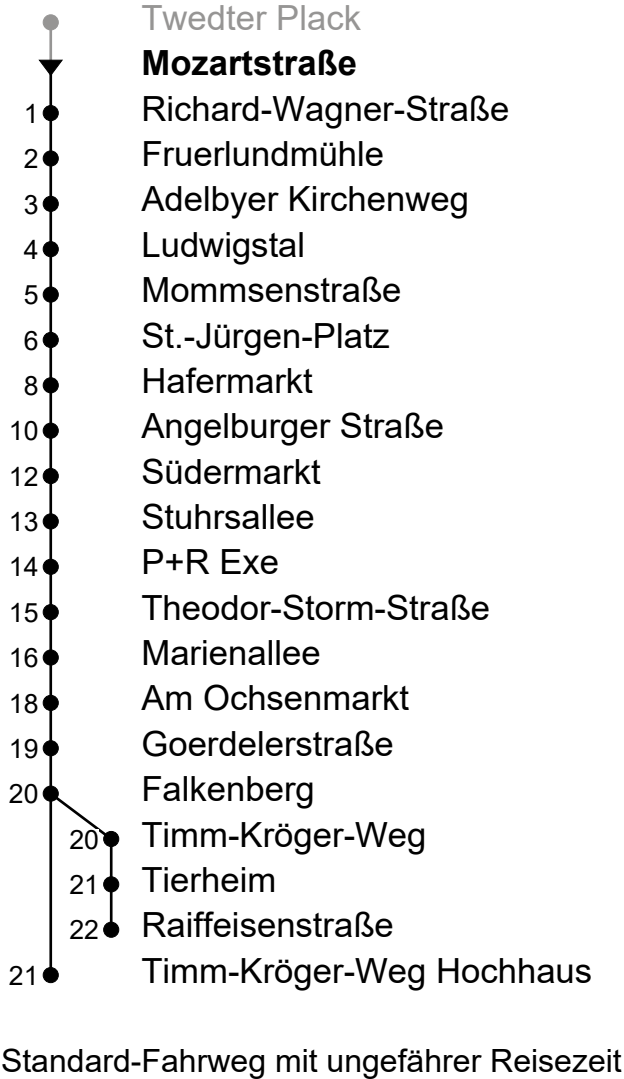 Twedter Plack
Mozartstraße
1 Richard-Wagner-Straße
2 Fruerlundmühle
3 Adelbyer Kirchenweg
4 Ludwigstal
5 Mommsenstraße
6 St.-Jürgen-Platz
8 Hafermarkt
10 Angelburger Straße
12 Südermarkt
13 Stuhrsallee
14 P+R Exe
15 Theodor-Storm-Straße
16 Marienallee
18 Am Ochsenmarkt
19 Goerdelerstraße
20 Falkenberg
20 Timm-Kröger-Weg
21 Tierheim
22 Raiffeisenstraße
21 Timm-Kröger-Weg Hochhaus
Standard-Fahrweg mit ungefährer Reisezeit